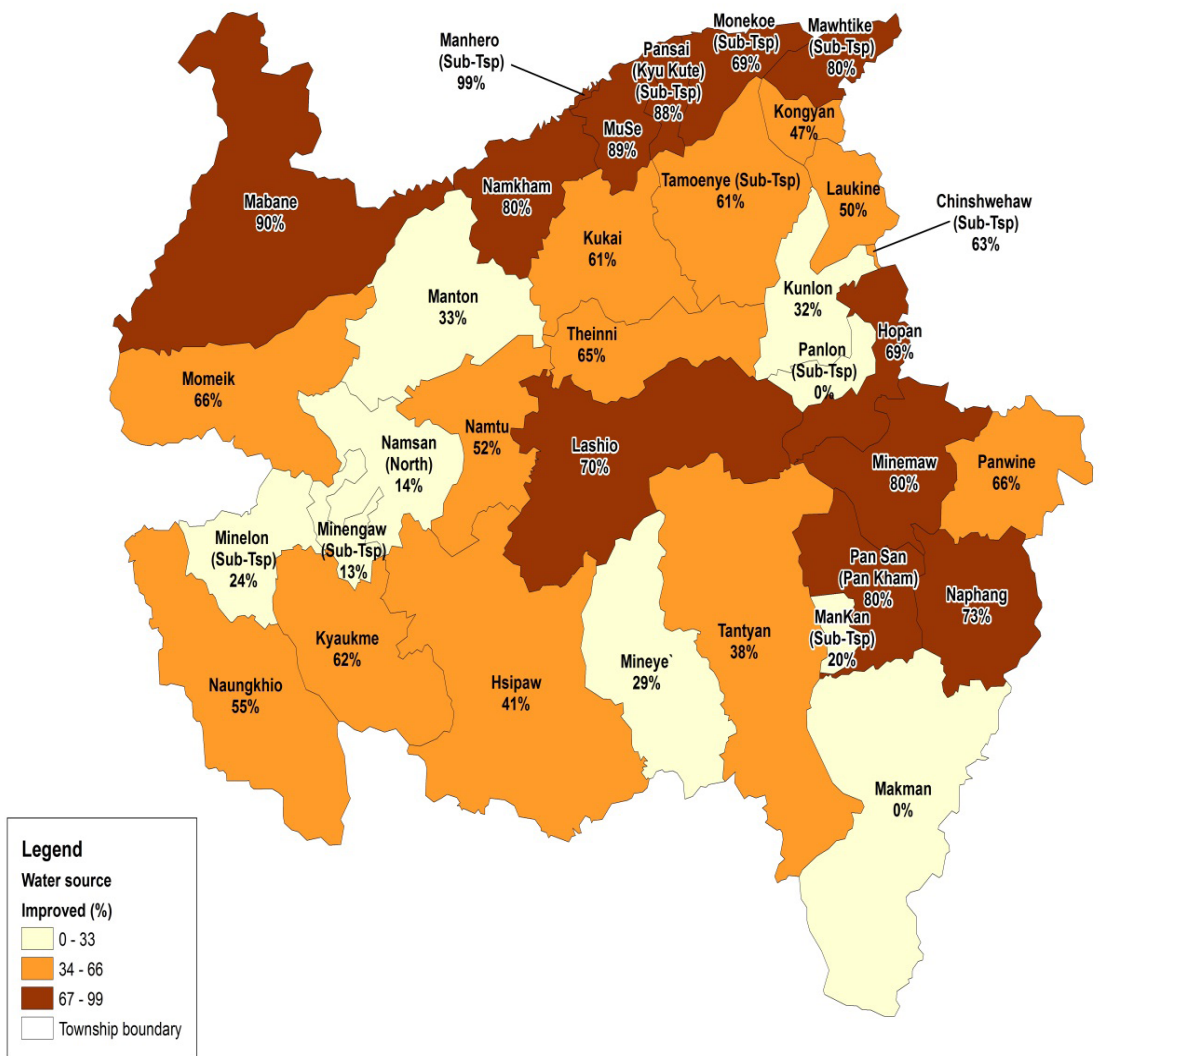 Monekoe
(Sub-Tsp)
69%
Mawhtike
(Sub-Tsp)
80%
Manhero
(Sub-Tsp)
99%
Pansai
(Kyu Kute)
(Sub-Tsp)
88%
MuSe
89%
Kongyan
47%
Mabane
90%
Namkham
80%
Tamoenye (Sub-Tsp)
61%
Laukine
50%
Chinshwehaw
(Sub-Tsp)
63%
Kukai
61%
Manton
33%
Kunlon
32%
Theinni
65%
Hopan
69%
Panlon
(Sub-Tsp)
0%
Momeik
66%
Namtu
52%
Namsan
(North)
14%
Lashio
70%
Minemaw
80%
Panwine
66%
Minelon
(Sub-Tsp)
24%
Minengaw
(Sub-Tsp)
13%
Pan San
(Pan Kham)
80%
Naphang
73%
ManKan
(Sub-Tsp)
20%
Kyaukme
62%
Tantyan
38%
Mineye`
29%
Naungkhio
55%
Hsipaw
41%
Makman
0%
Legend
Water source
Improved (%)
0 - 33
34 - 66
67 - 99
Township boundary